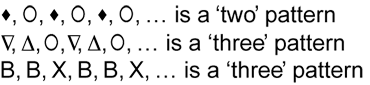 ♦, O, ♦, O, ♦, O, … is a ‘two’ pattern
∇, ∆, O, ∇, ∆, O, … is a ‘three’ pattern
B, B, X, B, B, X, … is a ‘three’ pattern